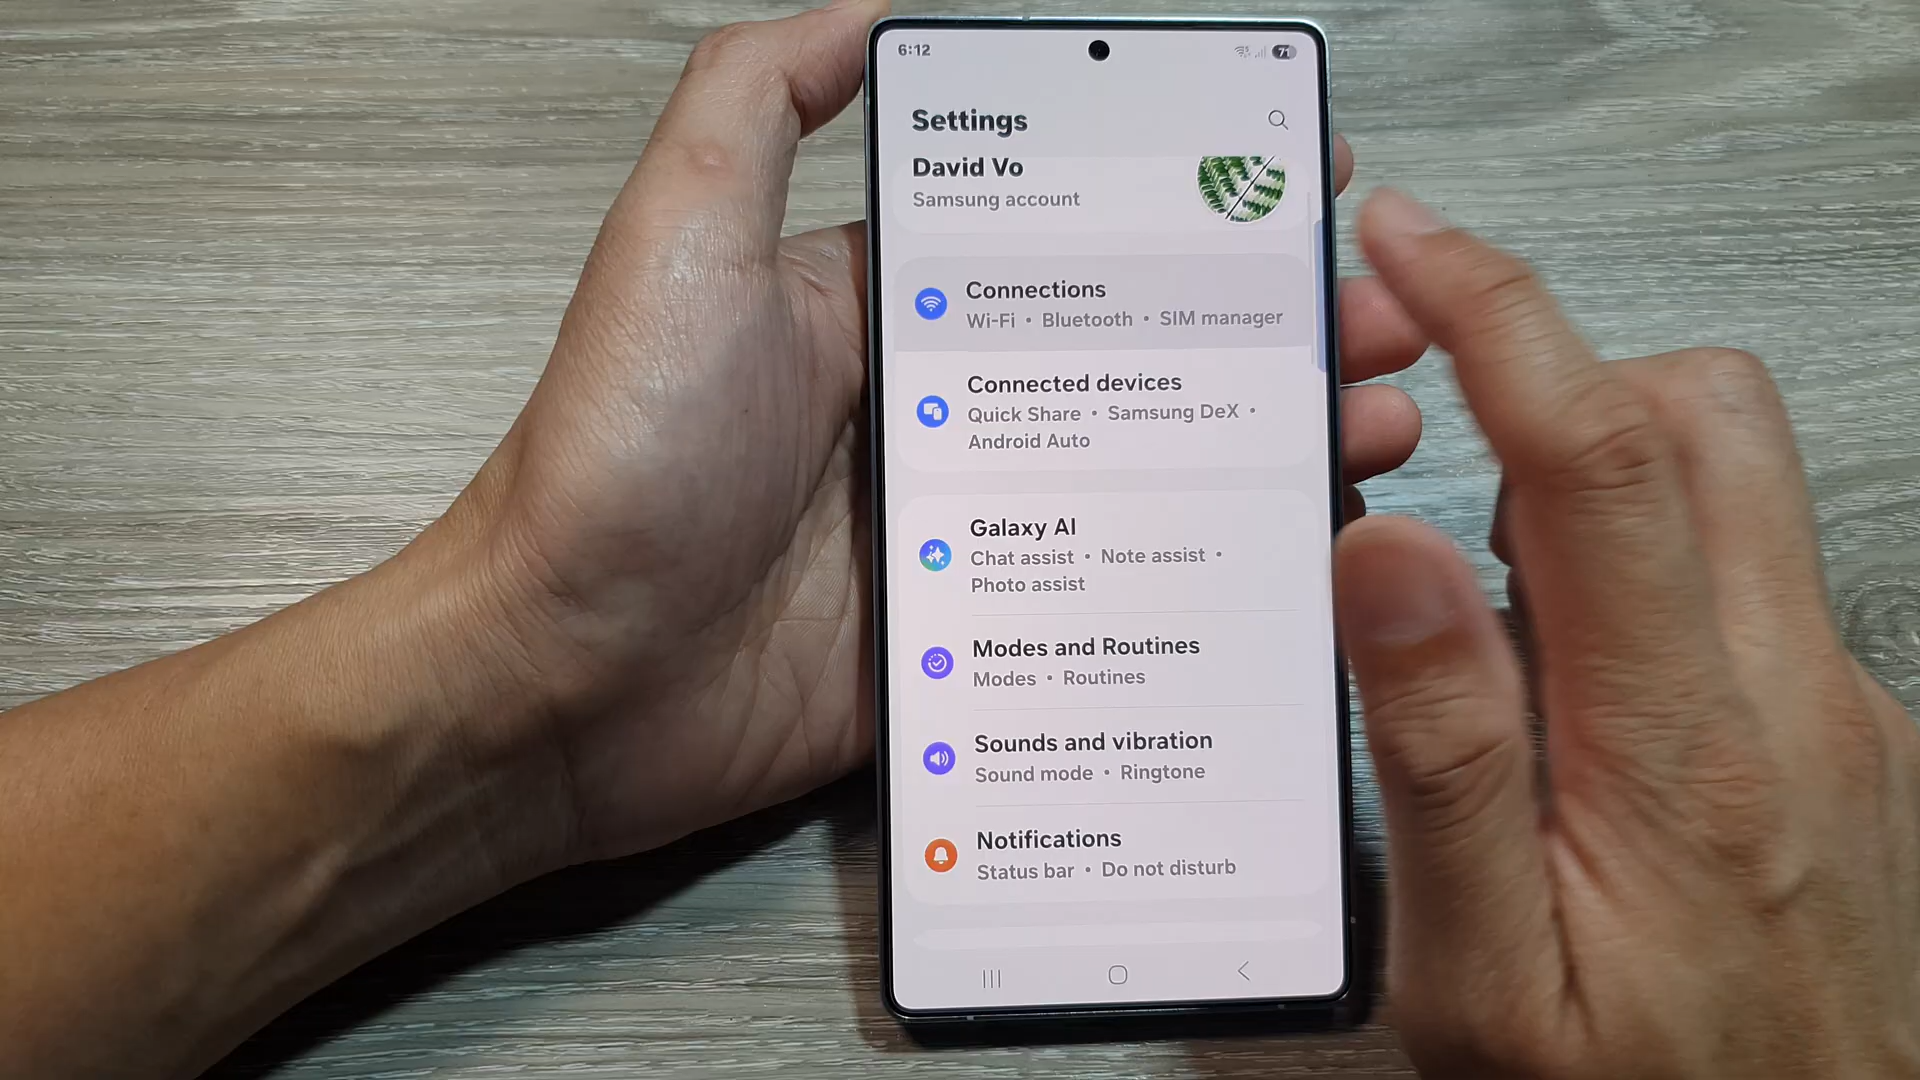 6:12
71
Settings
David Vo
Samsung account
Connections
Wi-Fi • Bluetooth • SIM manager
Connected devices
Quick Share • Samsung DeX •
Android Auto
Galaxy AI
Chat assist • Note assist •
Photo assist
Modes and Routines
Modes • Routines
Sounds and vibration
Sound mode • Ringtone
Notifications
Status bar • Do not disturb